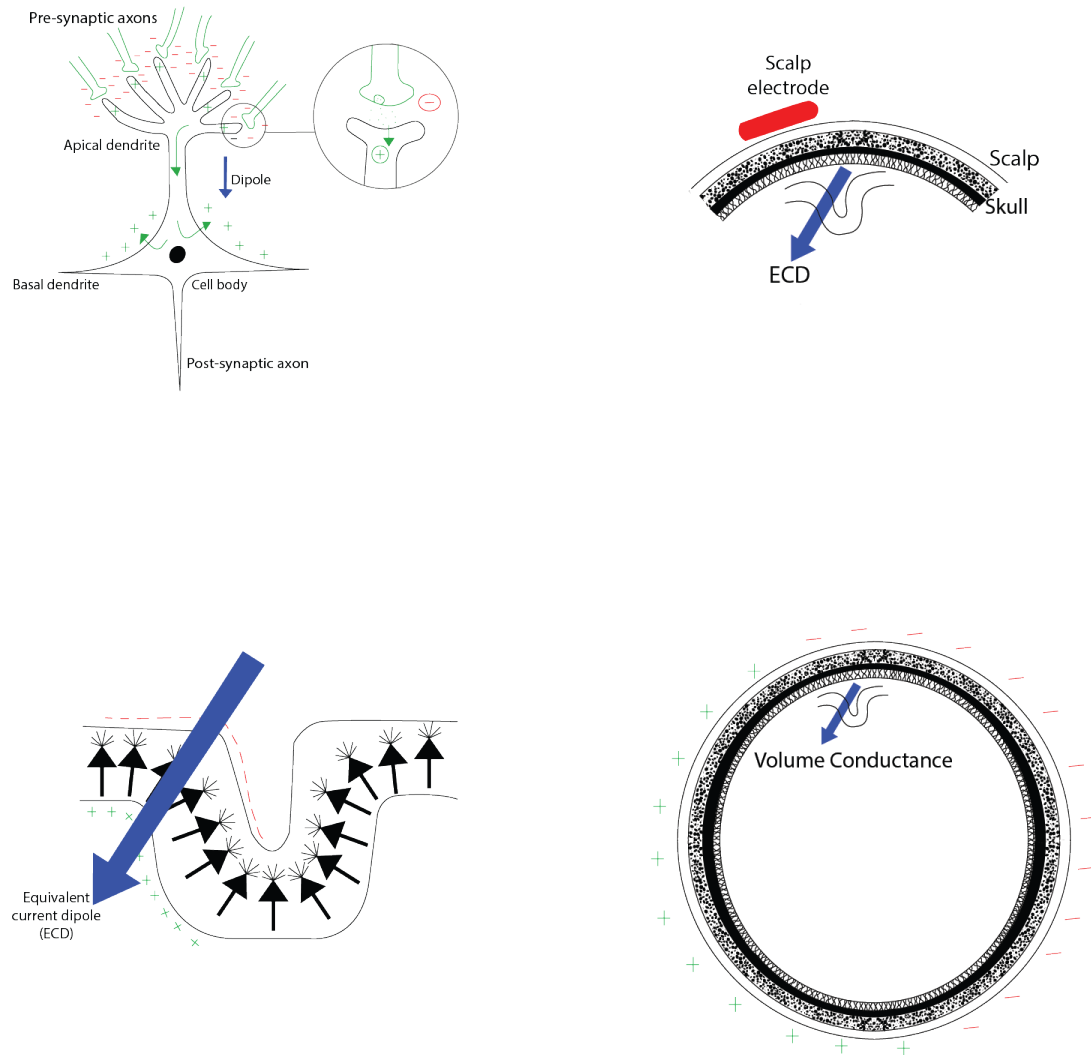 Pre-synaptic axons
Apical dendrite
Dipole
Basal dendrite
Cell body
Post-synaptic axon
Scalp
electrode
Scalp
Skull
ECD
Equivalent
current dipole
(ECD)
Volume Conductance